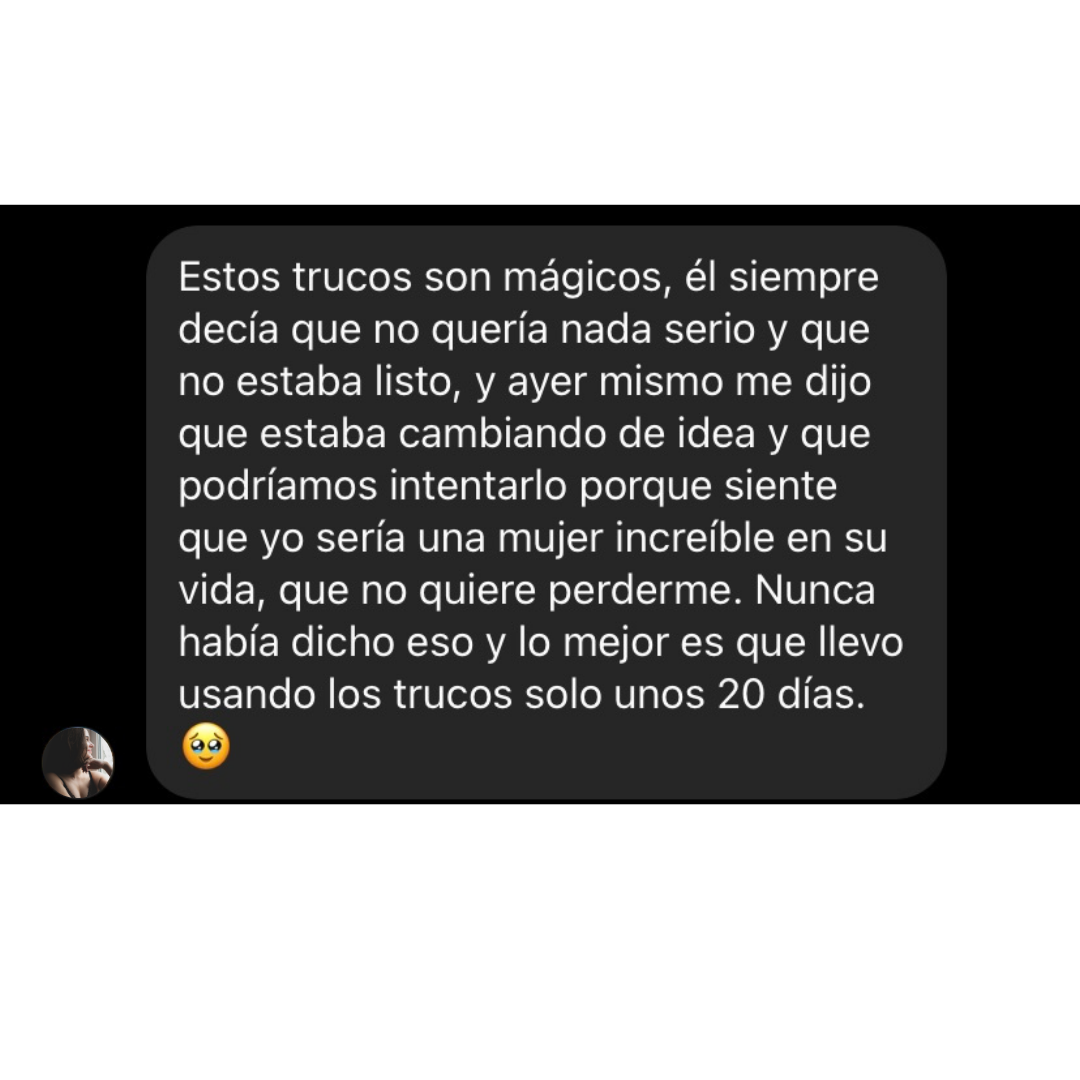 Estos trucos son mágicos, él siempre
decía que no quería nada serio y que
no estaba listo, y ayer mismo me dijo
que estaba cambiando de idea y que
podríamos intentarlo porque siente
que yo sería una mujer increíble en su
vida, que no quiere perderme. Nunca
había dicho eso y lo mejor es que llevo
usando los trucos solo unos 20 días.
🥹